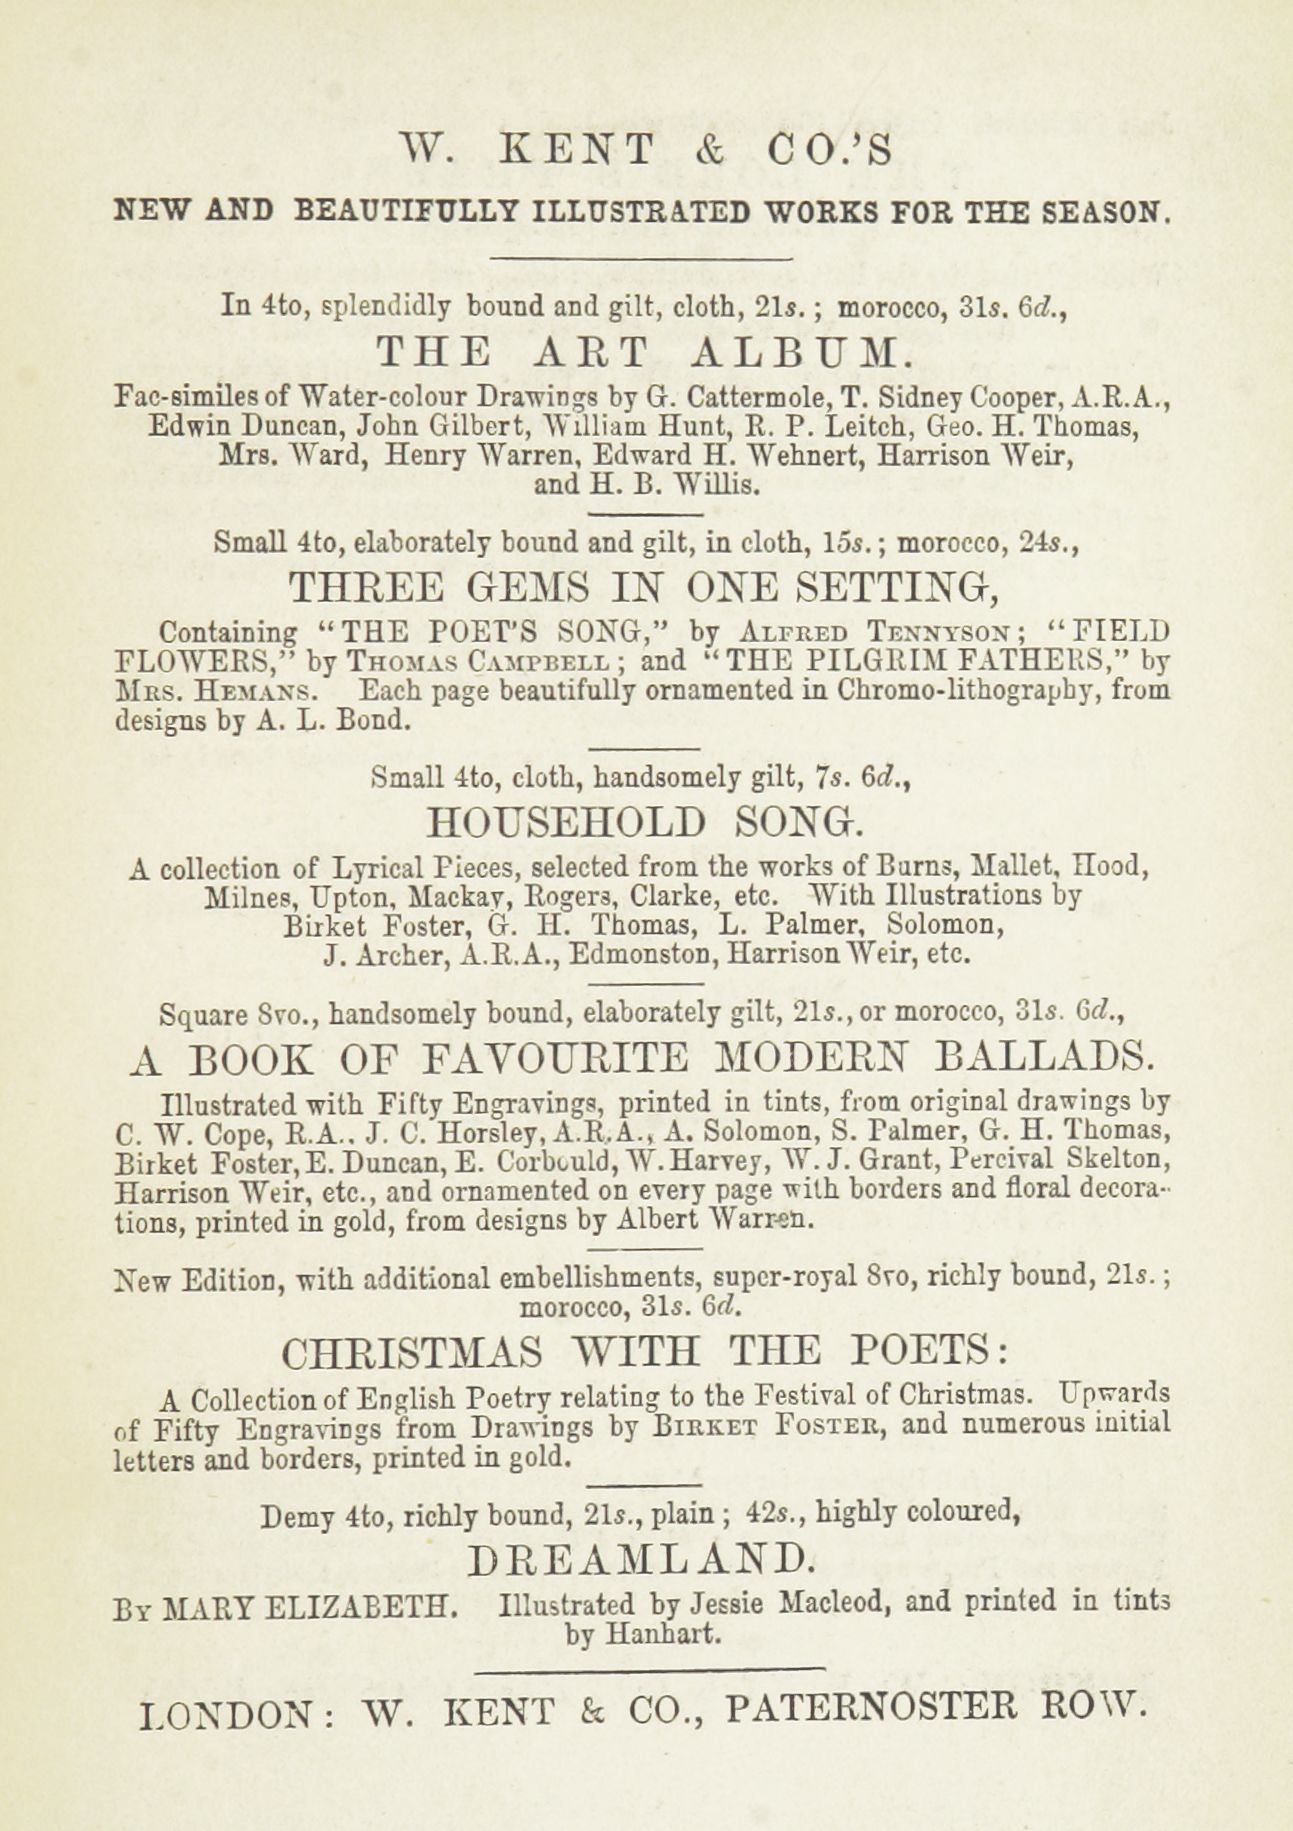 W. KENT & CO.'S
NEW AND BEAUTIFULLY ILLUSTRATED WORKS FOR THE SEASON.
In 4to, splendidly bound and gilt, cloth, 21s.; morocco, 31s. 6d.,
THE ART ALBUM.
Fac-similes of Water-colour Drawings by G. Cattermole, T. Sidney Cooper, A.R.A.,
Edwin Duncan, John Gilbert, William Hunt, R. P. Leitch, Geo. H. Thomas,
Mrs. Ward, Henry Warren, Edward H. Wehnert, Harrison Weir,
and H. B. Willis.
Small 4to, elaborately bound and gilt, in cloth, 15s.; morocco, 24s.,
THREE GEMS IN ONE SETTING,
Containing "THE POET'S SONG," by ALFRED TENNYSON; "FIELD
FLOWERS," by THOMAS CAMPBELL; and "THE PILGRIM FATHERS," by
MRS. HEMANS. Each page beautifully ornamented in Chromo-lithography, from
designs by A. L. Bond.
Small 4to, cloth, handsomely gilt, 7s. 6d.,
HOUSEHOLD SONG.
A collection of Lyrical Pieces, selected from the works of Burns, Mallet, Hood,
Milnes, Upton, Mackay, Rogers, Clarke, etc. With Illustrations by
Birket Foster, G. H. Thomas, L. Palmer, Solomon,
J. Archer, A.R.A., Edmonston, Harrison Weir, etc.
Square 8vo., handsomely bound, elaborately gilt, 21s., or morocco, 31s. 6d.,
A BOOK OF FAVOURITE MODERN BALLADS.
Illustrated with Fifty Engravings, printed in tints, from original drawings by
C. W. Cope, R.A., J. C. Horsley, A.R.A., A. Solomon, S. Palmer, G. H. Thomas,
Birket Foster, E. Duncan, E. Corbould, W. Harvey, W. J. Grant, Percival Skelton,
Harrison Weir, etc., and ornamented on every page with borders and floral decora-
tions, printed in gold, from designs by Albert Warren.
New Edition, with additional embellishments, super-royal 8vo, richly bound, 21s.;
morocco, 31s. 6d.
CHRISTMAS WITH THE POETS:
A Collection of English Poetry relating to the Festival of Christmas. Upwards
of Fifty Engravings from Drawings by BIRKET FOSTER, and numerous initial
letters and borders, printed in gold.
Demy 4to, richly bound, 21s., plain; 42s., highly coloured,
DREAMLAND.
BY MARY ELIZABETH. Illustrated by Jessie Macleod, and printed in tints
by Hanhart.
LONDON: W. KENT & CO., PATERNOSTER ROW.